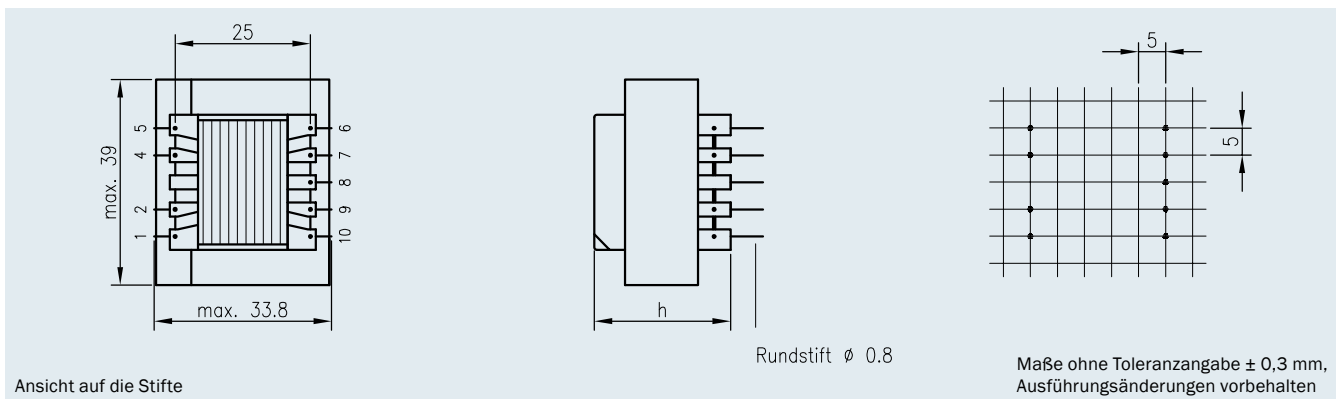 25
5
max. 39
5
4
2
1
6
7
8
9
10
5
max. 33.8
h
Rundstift ø 0.8
Ansicht auf die Stifte
Maße ohne Toleranzangabe ± 0,3 mm,
Ausführungsänderungen vorbehalten